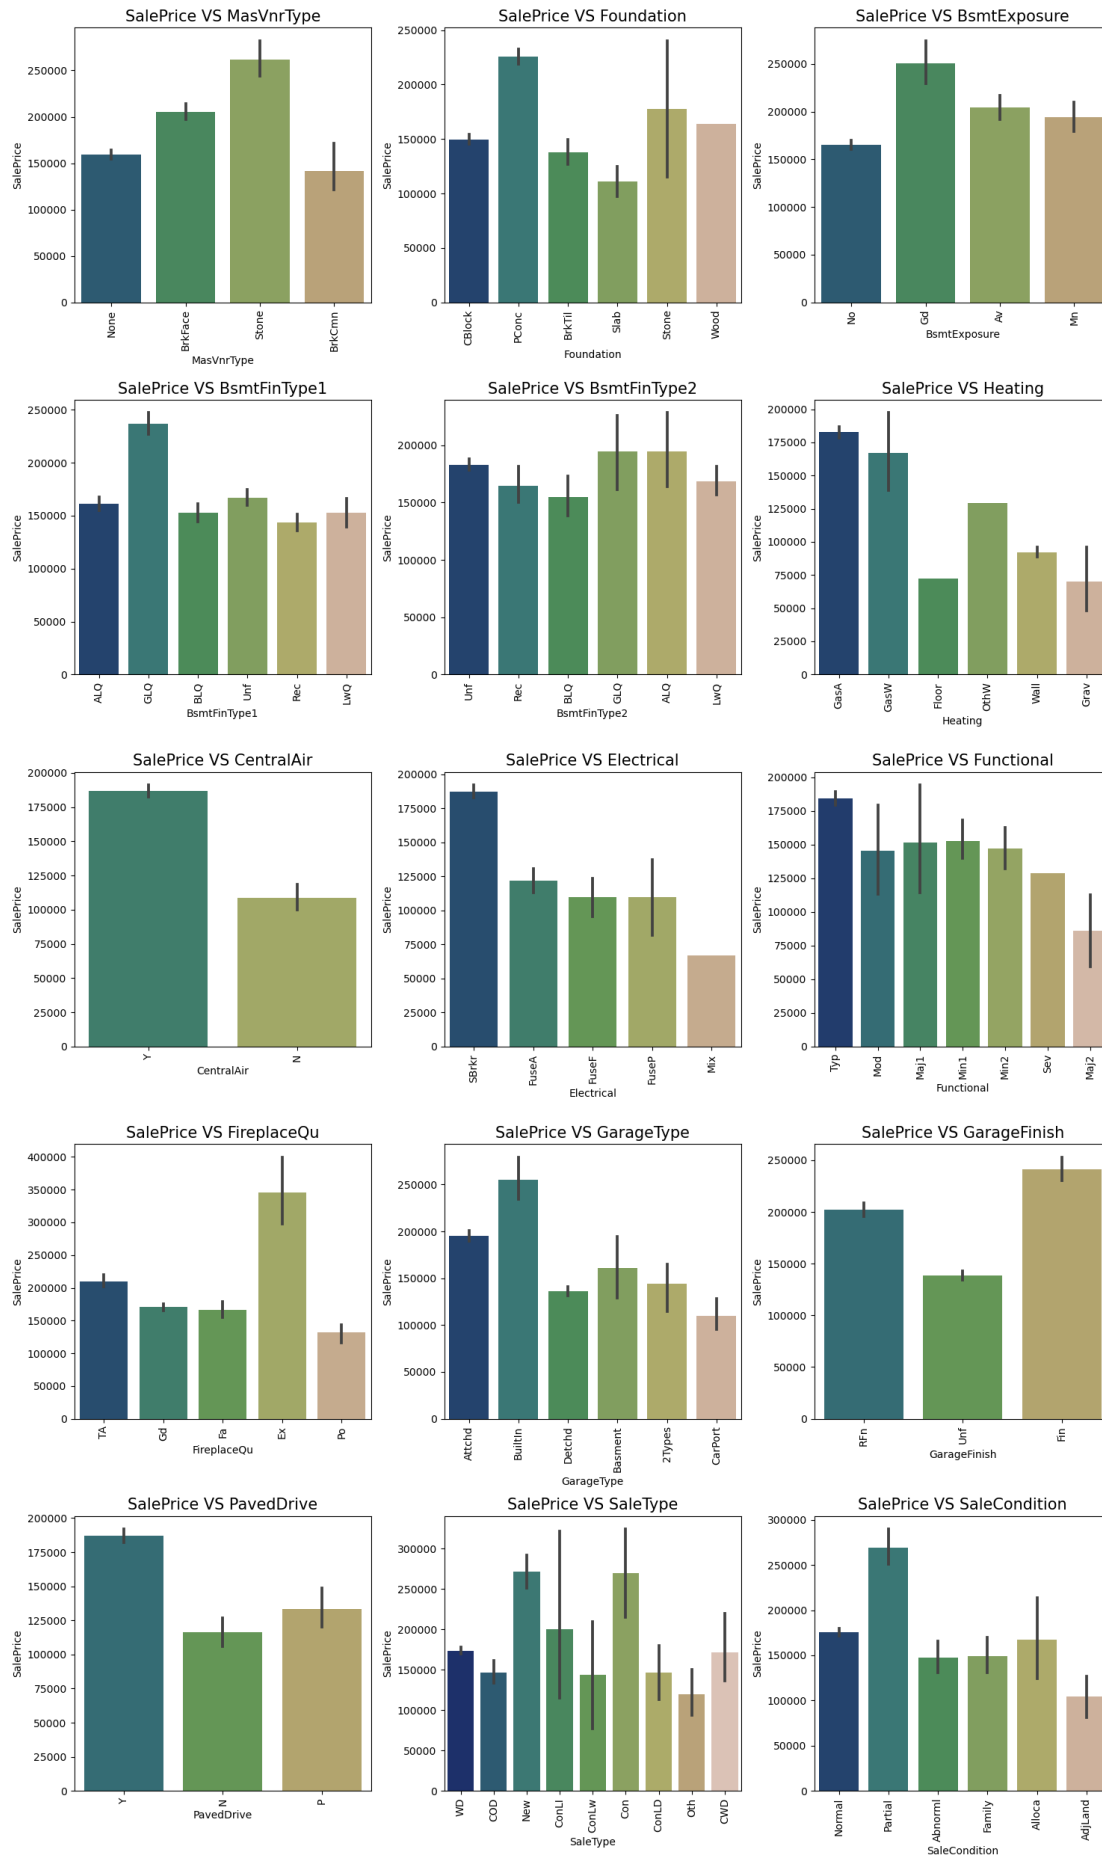 SalePrice VS MasVnrType
SalePrice
250000
200000
150000
100000
50000
0
None
BrkFace
Stone
BrkCmn
MasVnrType
SalePrice VS Foundation
SalePrice
250000
200000
150000
100000
50000
0
CBlock
PConc
BrkTil
Slab
Stone
Wood
Foundation
SalePrice VS BsmtExposure
SalePrice
250000
200000
150000
100000
50000
0
No
Gd
Av
Mn
BsmtExposure
SalePrice VS BsmtFinType1
SalePrice
250000
200000
150000
100000
50000
0
ALQ
GLQ
BLQ
Unf
Rec
LwQ
BsmtFinType1
SalePrice VS BsmtFinType2
SalePrice
200000
150000
100000
50000
0
Unf
Rec
BLQ
GLQ
ALQ
LwQ
BsmtFinType2
SalePrice VS Heating
SalePrice
200000
175000
150000
125000
100000
75000
50000
25000
0
GasA
GasW
Floor
OthW
Wall
Grav
Heating
SalePrice VS CentralAir
SalePrice
200000
175000
150000
125000
100000
75000
50000
25000
0
Y
N
CentralAir
SalePrice VS Electrical
SalePrice
200000
175000
150000
125000
100000
75000
50000
25000
0
SBrkr
FuseA
FuseF
FuseP
Mix
Electrical
SalePrice VS Functional
SalePrice
200000
175000
150000
125000
100000
75000
50000
25000
0
Typ
Mod
Maj1
Min1
Min2
Sev
Maj2
Functional
SalePrice VS FireplaceQu
SalePrice
400000
350000
300000
250000
200000
150000
100000
50000
0
TA
Gd
Fa
Ex
Po
FireplaceQu
SalePrice VS GarageType
SalePrice
250000
200000
150000
100000
50000
0
Attchd
BuiltIn
Detchd
Basment
2Types
CarPort
GarageType
SalePrice VS GarageFinish
SalePrice
250000
200000
150000
100000
50000
0
RFn
Unf
Fin
GarageFinish
SalePrice VS PavedDrive
SalePrice
200000
175000
150000
125000
100000
75000
50000
25000
0
Y
N
P
PavedDrive
SalePrice VS SaleType
SalePrice
300000
250000
200000
150000
100000
50000
0
WD
COD
New
ConLI
ConLw
Con
ConLD
Oth
CWD
SaleType
SalePrice VS SaleCondition
SalePrice
300000
250000
200000
150000
100000
50000
0
Normal
Partial
Abnorml
Family
Alloca
AdjLand
SaleCondition